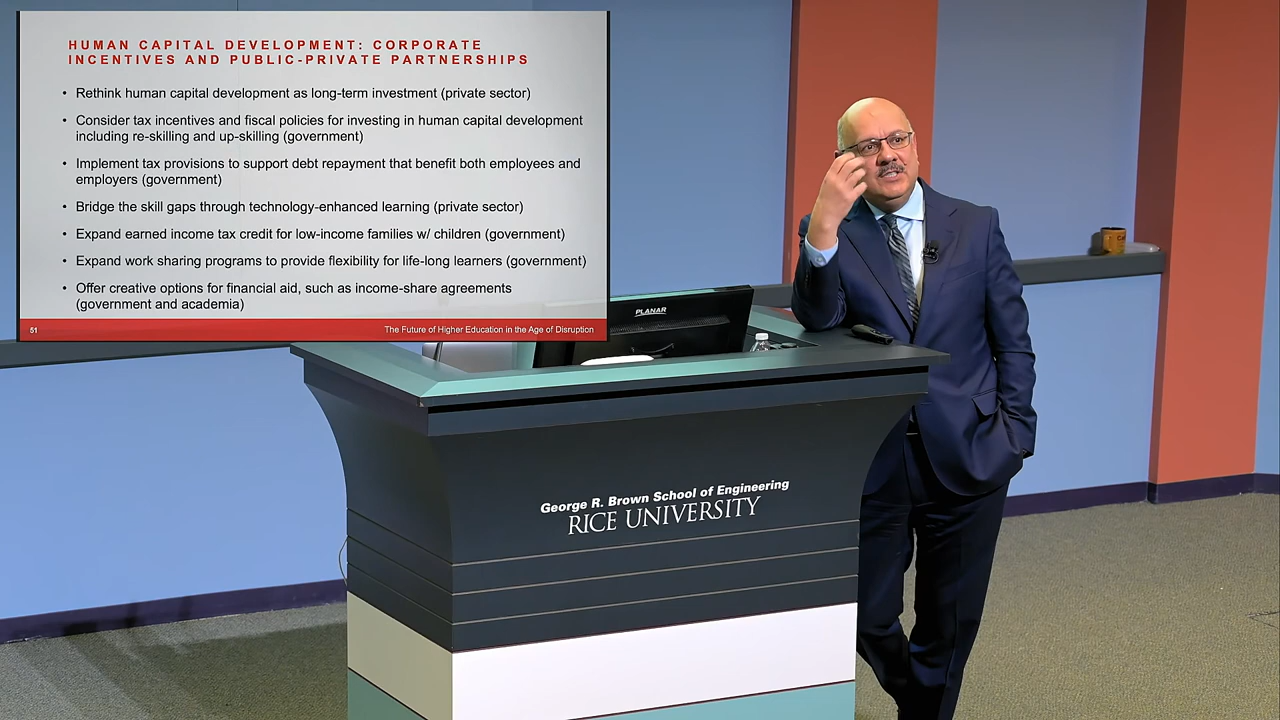 HUMAN CAPITAL DEVELOPMENT: CORPORATE
INCENTIVES AND PUBLIC-PRIVATE PARTNERSHIPS
• Rethink human capital development as long-term investment (private sector)
• Consider tax incentives and fiscal policies for investing in human capital development
including re-skilling and up-skilling (government)
• Implement tax provisions to support debt repayment that benefit both employees and
employers (government)
• Bridge the skill gaps through technology-enhanced learning (private sector)
• Expand earned income tax credit for low-income families w/ children (government)
• Expand work sharing programs to provide flexibility for life-long learners (government)
• Offer creative options for financial aid, such as income-share agreements
(government and academia)
51
The Future of Higher Education in the Age of Disruption
PLANAR
George R. Brown School of Engineering
RICE UNIVERSITY